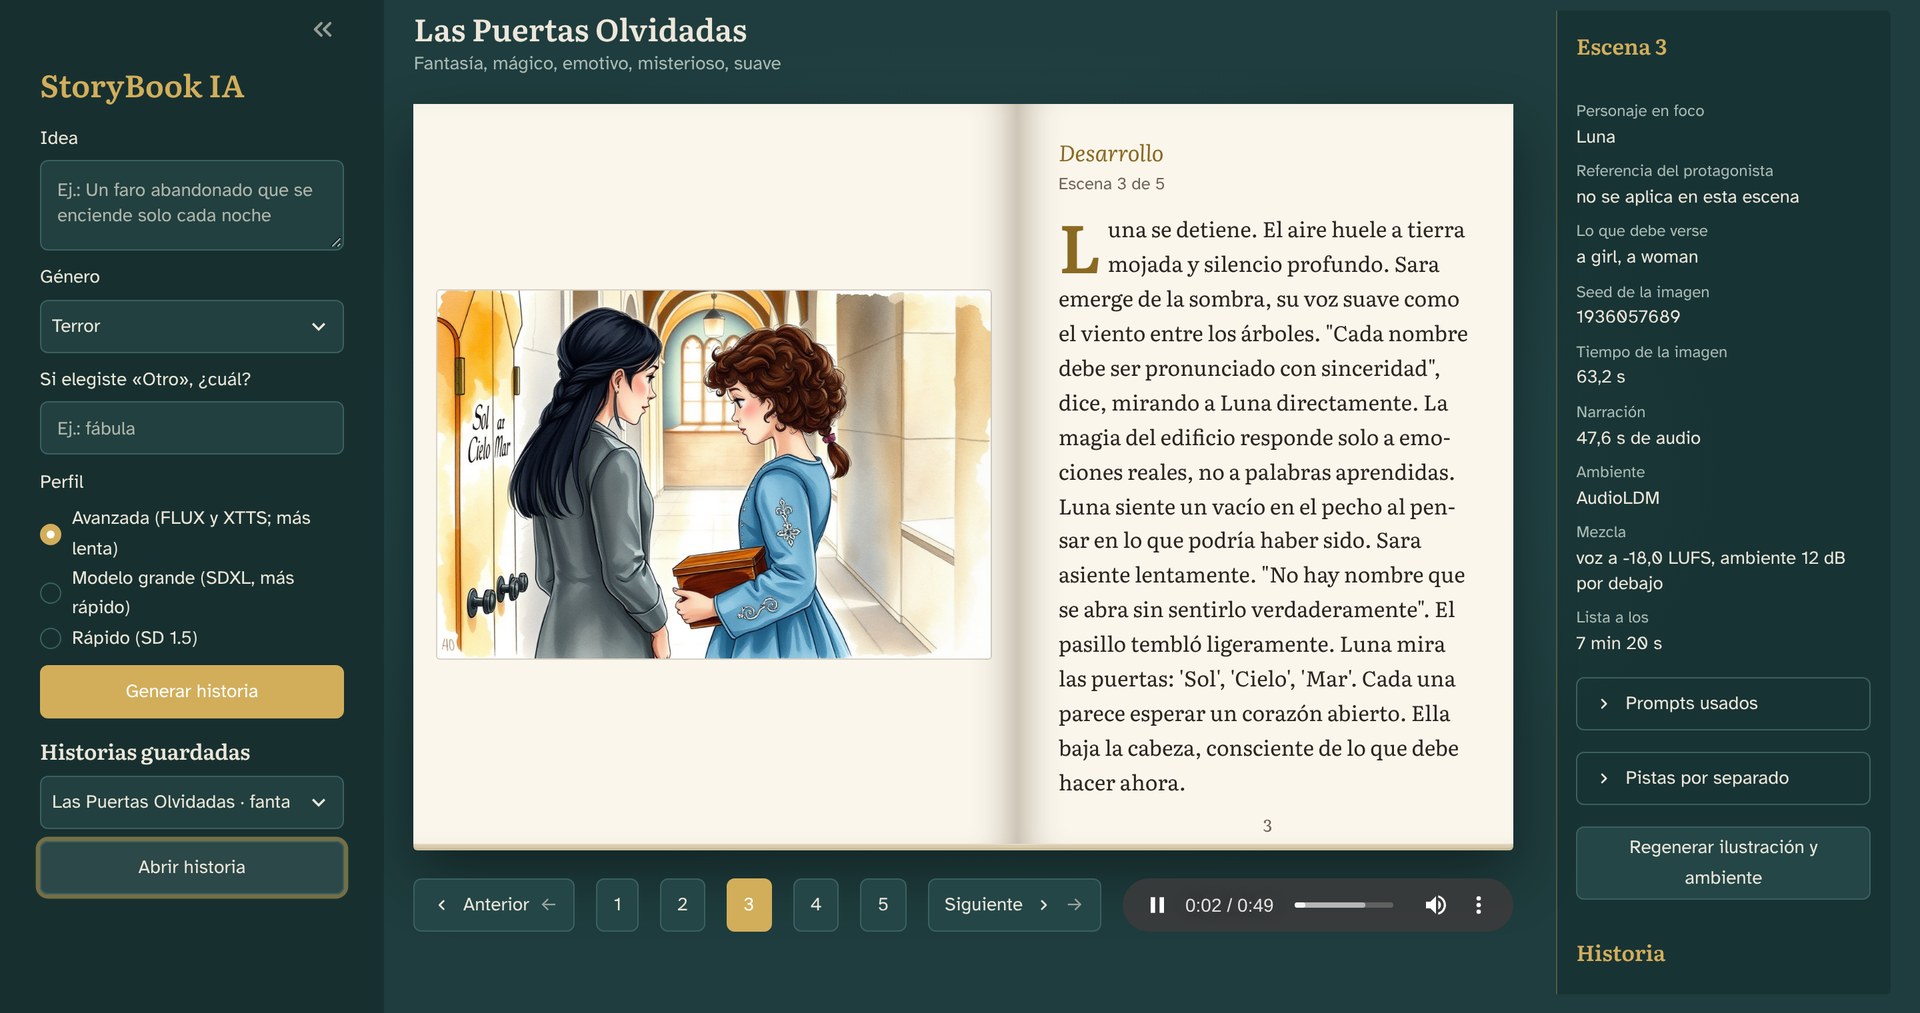 StoryBook IA
Idea
Ej.: Un faro abandonado que se
enciende solo cada noche
Género
Terror
Si elegiste «Otro», ¿cuál?
Ej.: fábula
Perfil
Avanzada (FLUX y XTTS; más
lenta)
Modelo grande (SDXL, más
rápido)
Rápido (SD 1.5)
Generar historia
Historias guardadas
Las Puertas Olvidadas · fanta
Abrir historia
Las Puertas Olvidadas
Fantasía, mágico, emotivo, misterioso, suave
Sol ar
Cielo Mar
AO
Desarrollo
Escena 3 de 5
Luna se detiene. El aire huele a tierra
mojada y silencio profundo. Sara
emerge de la sombra, su voz suave como
el viento entre los árboles. "Cada nombre
debe ser pronunciado con sinceridad",
dice, mirando a Luna directamente. La
magia del edificio responde solo a emo-
ciones reales, no a palabras aprendidas.
Luna siente un vacío en el pecho al pen-
sar en lo que podría haber sido. Sara
asiente lentamente. "No hay nombre que
se abra sin sentirlo verdaderamente". El
pasillo tembló ligeramente. Luna mira
las puertas: 'Sol', 'Cielo', 'Mar'. Cada una
parece esperar un corazón abierto. Ella
baja la cabeza, consciente de lo que debe
hacer ahora.
3
Anterior
1
2
3
4
5
Siguiente
0:02 / 0:49
Escena 3
Personaje en foco
Luna
Referencia del protagonista
no se aplica en esta escena
Lo que debe verse
a girl, a woman
Seed de la imagen
1936057689
Tiempo de la imagen
63,2 s
Narración
47,6 s de audio
Ambiente
AudioLDM
Mezcla
voz a -18,0 LUFS, ambiente 12 dB
por debajo
Lista a los
7 min 20 s
Prompts usados
Pistas por separado
Regenerar ilustración y
ambiente
Historia